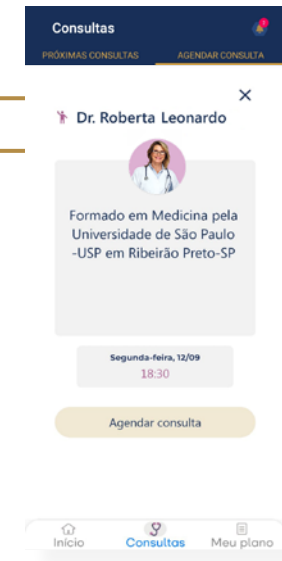 Consultas
PRÓXIMAS CONSULTAS
AGENDAR CONSULTA
Dr. Roberta Leonardo
Formado em Medicina pela
Universidade de São Paulo
-USP em Ribeirão Preto-SP
Segunda-feira, 12/09
18:30
Agendar consulta
Início
Consultas
Meu plano